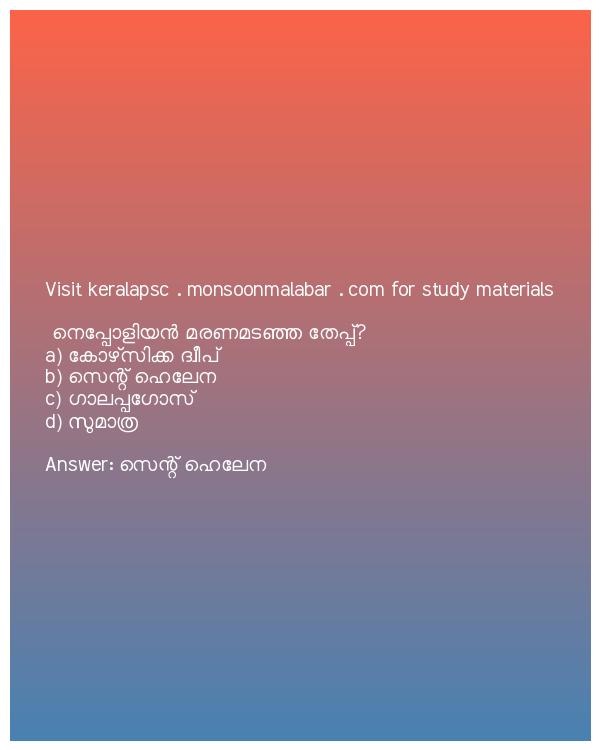 Visit keralapsc . monsoonmalabar . com for study materials
നെപ്പോളിയൻ മരണമടഞ്ഞ തേപ്പ്?
a) കോഴ്സിക്ക ദ്വീപ്
b) സെന്റ് ഹെലേന
c) ഗാലപ്പഗോസ്
d) സുമാത്ര
Answer: സെന്റ് ഹെലേന